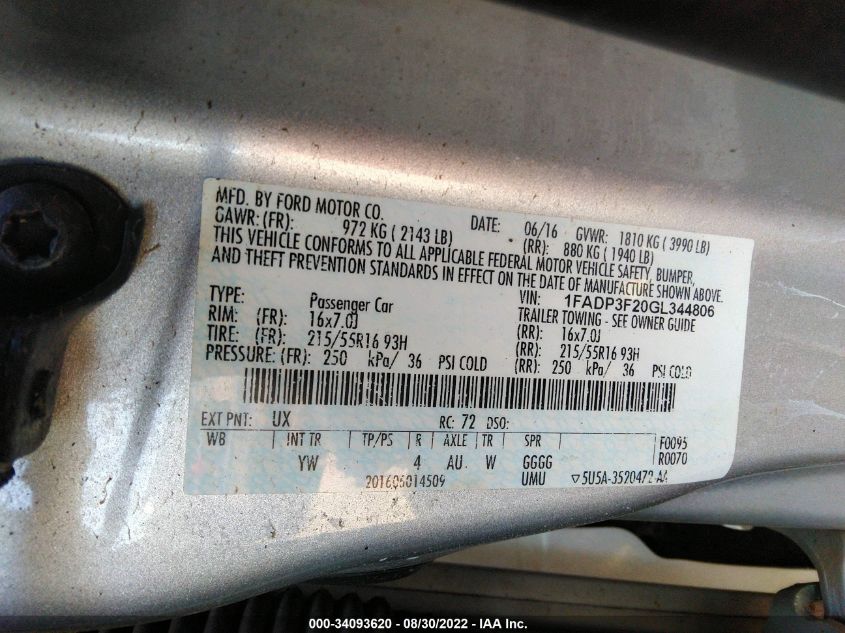 MFD. BY FORD MOTOR CO.
DATE: 06/16 GVWR: 1810 KG ( 3990 LB)
GAWR: (FR): 972 KG ( 2143 LB) (RR): 880 KG ( 1940 LB)
THIS VEHICLE CONFORMS TO ALL APPLICABLE FEDERAL MOTOR VEHICLE SAFETY, BUMPER,
AND THEFT PREVENTION STANDARDS IN EFFECT ON THE DATE OF MANUFACTURE SHOWN ABOVE.
VIN: 1FADP3F20GL344806
TYPE: Passenger Car TRAILER TOWING - SEE OWNER GUIDE
RIM: (FR): 16x7.0J (RR): 16x7.0J
TIRE: (FR): 215/55R16 93H (RR): 215/55R16 93H
PRESSURE: (FR): 250 kPa/ 36 PSI COLD (RR): 250 kPa/ 36 PSI COLD
EXT PNT: UX RC: 72 DSO:
WB INT TR TP/PS R AXLE TR SPR F0095
YW 4 AU W GGGG R0070
201606014509 UMU ▽5U5A-3520472-AA
000-34093620 - 08/30/2022 - IAA Inc.